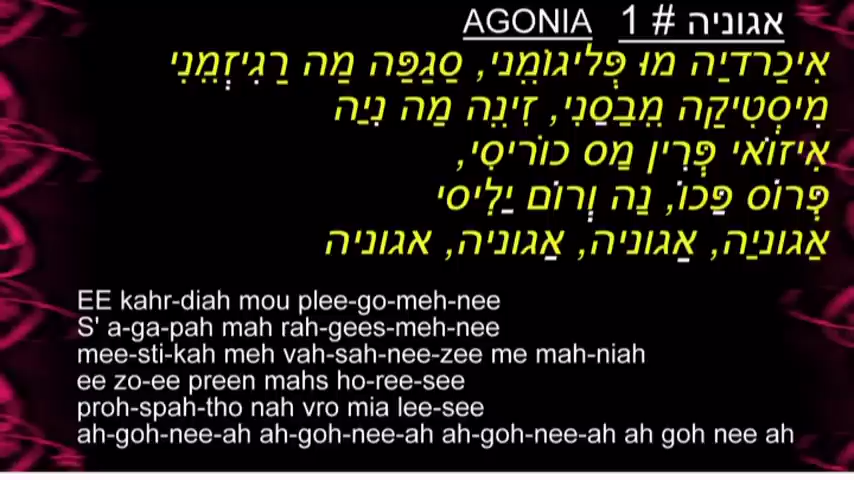 אגוניה # 1 AGONIA
אִיכַרדיַה מוּ פְּליגוֹמֵני, סַגַפַּה מַה רַגִיזְמֵנִי
מִיסְטִיקַה מֵבַסַנִי, זִינֵה מַה נִיַה
אִיזוֹאִי פְּרִין מַס כוֹרִיסִי,
פְּרוֹס פַּכוֹ, נַה וְרוֹם יַלִיסִי
אַגוֹניַה, אַגוניה, אַגוניה, אגוניה
EE kahr-diah mou plee-go-meh-nee
S' a-ga-pah mah rah-gees-meh-nee
mee-sti-kah meh vah-sah-nee-zee me mah-niah
ee zo-ee preen mahs ho-ree-see
proh-spah-tho nah vro mia lee-see
ah-goh-nee-ah ah-goh-nee-ah ah-goh-nee-ah ah goh nee ah